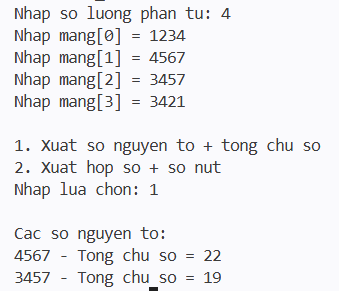 Nhap so luong phan tu: 4
Nhap mang[0] = 1234
Nhap mang[1] = 4567
Nhap mang[2] = 3457
Nhap mang[3] = 3421

1. Xuat so nguyen to + tong chu so
2. Xuat hop so + so nut
Nhap lua chon: 1

Cac so nguyen to:
4567 - Tong chu so = 22
3457 - Tong chu so = 19